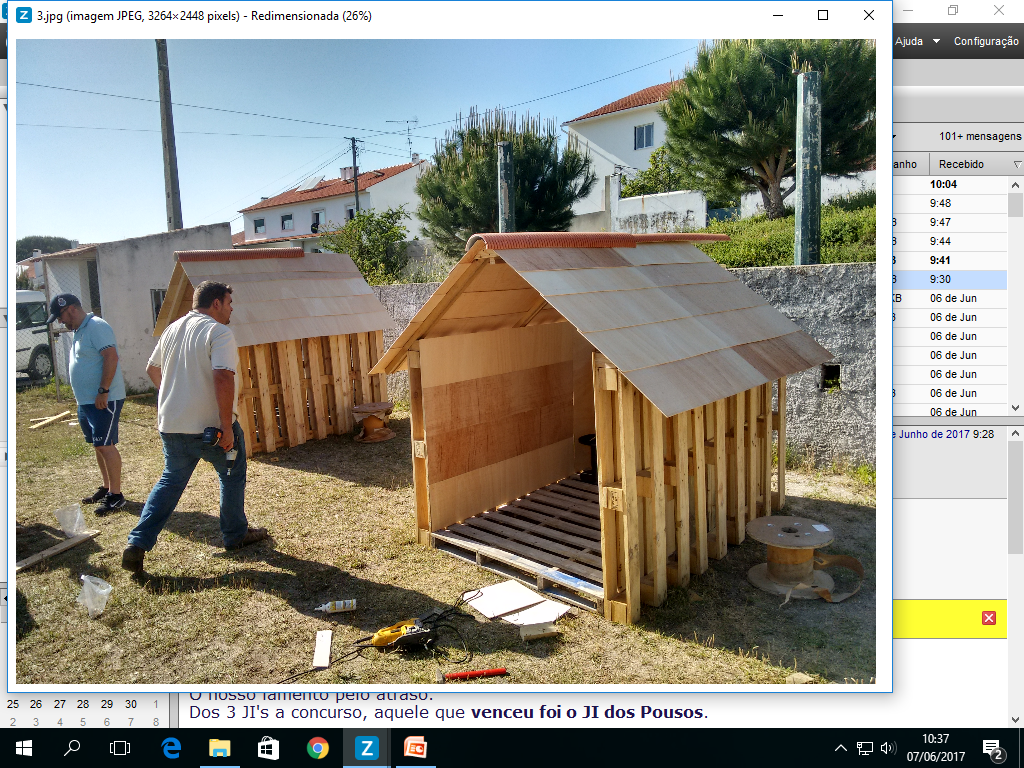 3.jpg (imagem JPEG, 3264×2448 pixels) - Redimensionada (26%)
Ajuda
Configuração
101+ mensagens
anho
Recebido
10:04
9:48
9:47
9:44
9:41
9:30
KB
06 de Jun
06 de Jun
06 de Jun
06 de Jun
06 de Jun
06 de Jun
06 de Jun
e Junho de 2017 9:28
O nosso lamento pelo atraso.
Dos 3 JI's a concurso, aquele que venceu foi o JI dos Pousos.
25 26 27 28 29 30 1
2 3 4 5 6 7 8
10:37
07/06/2017
2